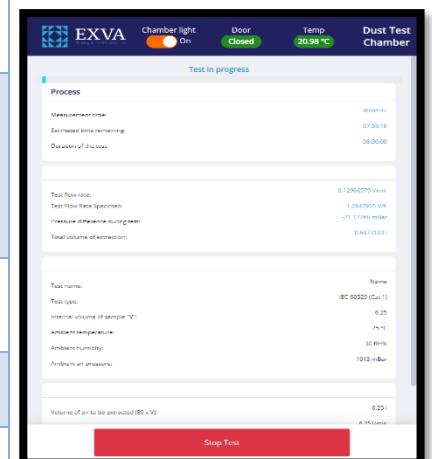 EXVA
Chamber light
On
Door
Closed
Temp
20.98 °C
Dust Test
Chamber
Test in progress
Process
Measurement time:
Estimated time remaining:
07:00:18
Duration of the test:
08:00:00
Test flow rate:
Test Flow Rate Specimen:
Pressure difference during test:
Total volume of extraction:
Test name:
Name
Test type:
IEC 60529 (Cat 1)
Internal volume of sample "V":
6.25
Ambient temperature:
25 °C
Ambient humidity:
30 RH%
Ambient air pressure:
1013 mBar
Volume of air to be extracted (80 x V):
6.25 l
Stop Test